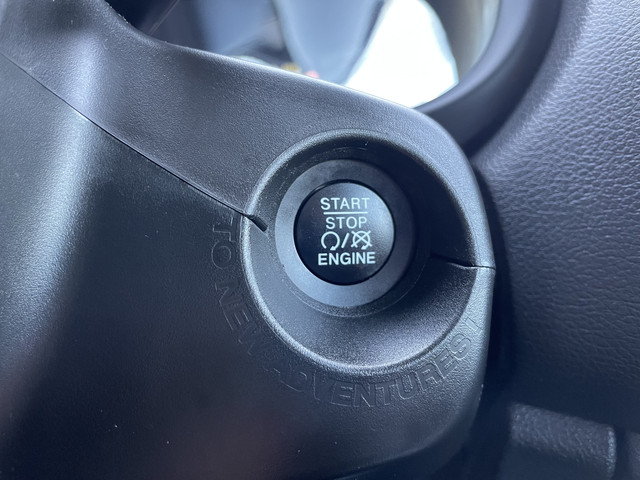 START
STOP
ENGINE
TO NEW ADVENTURES!